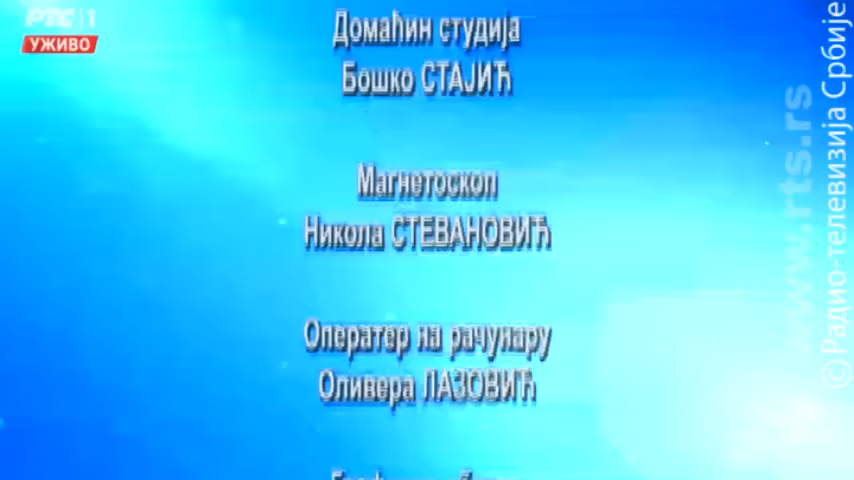 РТС 1
УЖИВО
Домаћин студија
Бошко СТАЈИЋ
Магнетоскоп
Никола СТЕВАНОВИЋ
Оператер на рачунару
Оливера ЛАЗОВИЋ
www.rts.rs
© Радио-телевизија Србије